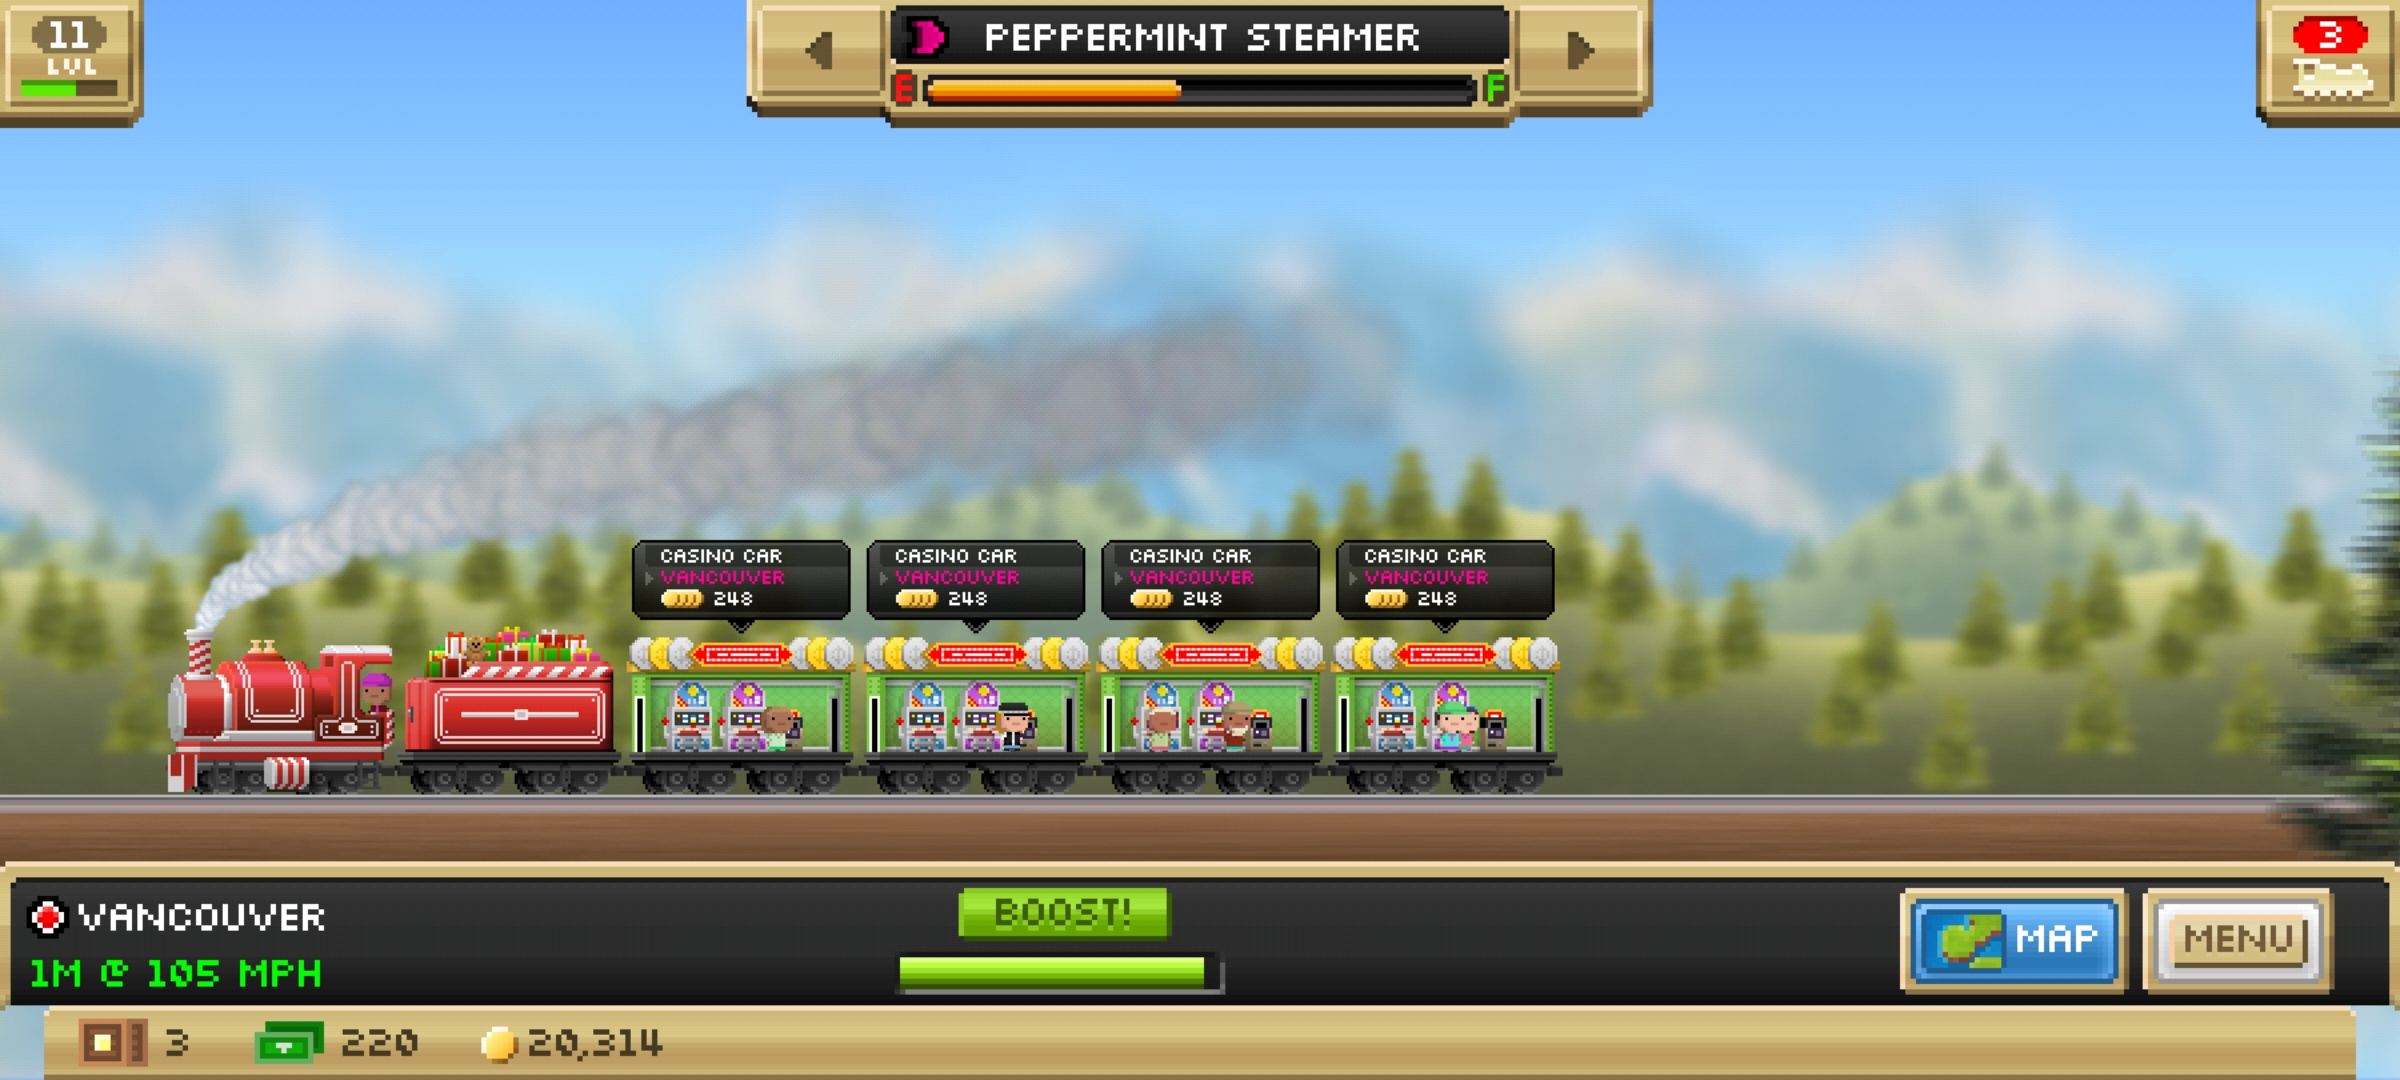 11
LVL
PEPPERMINT STEAMER
E
F
3
CASINO CAR
VANCOUVER
248
CASINO CAR
VANCOUVER
248
CASINO CAR
VANCOUVER
248
CASINO CAR
VANCOUVER
248
VANCOUVER
1M @ 105 MPH
BOOST!
MAP
MENU
3
220
20,314